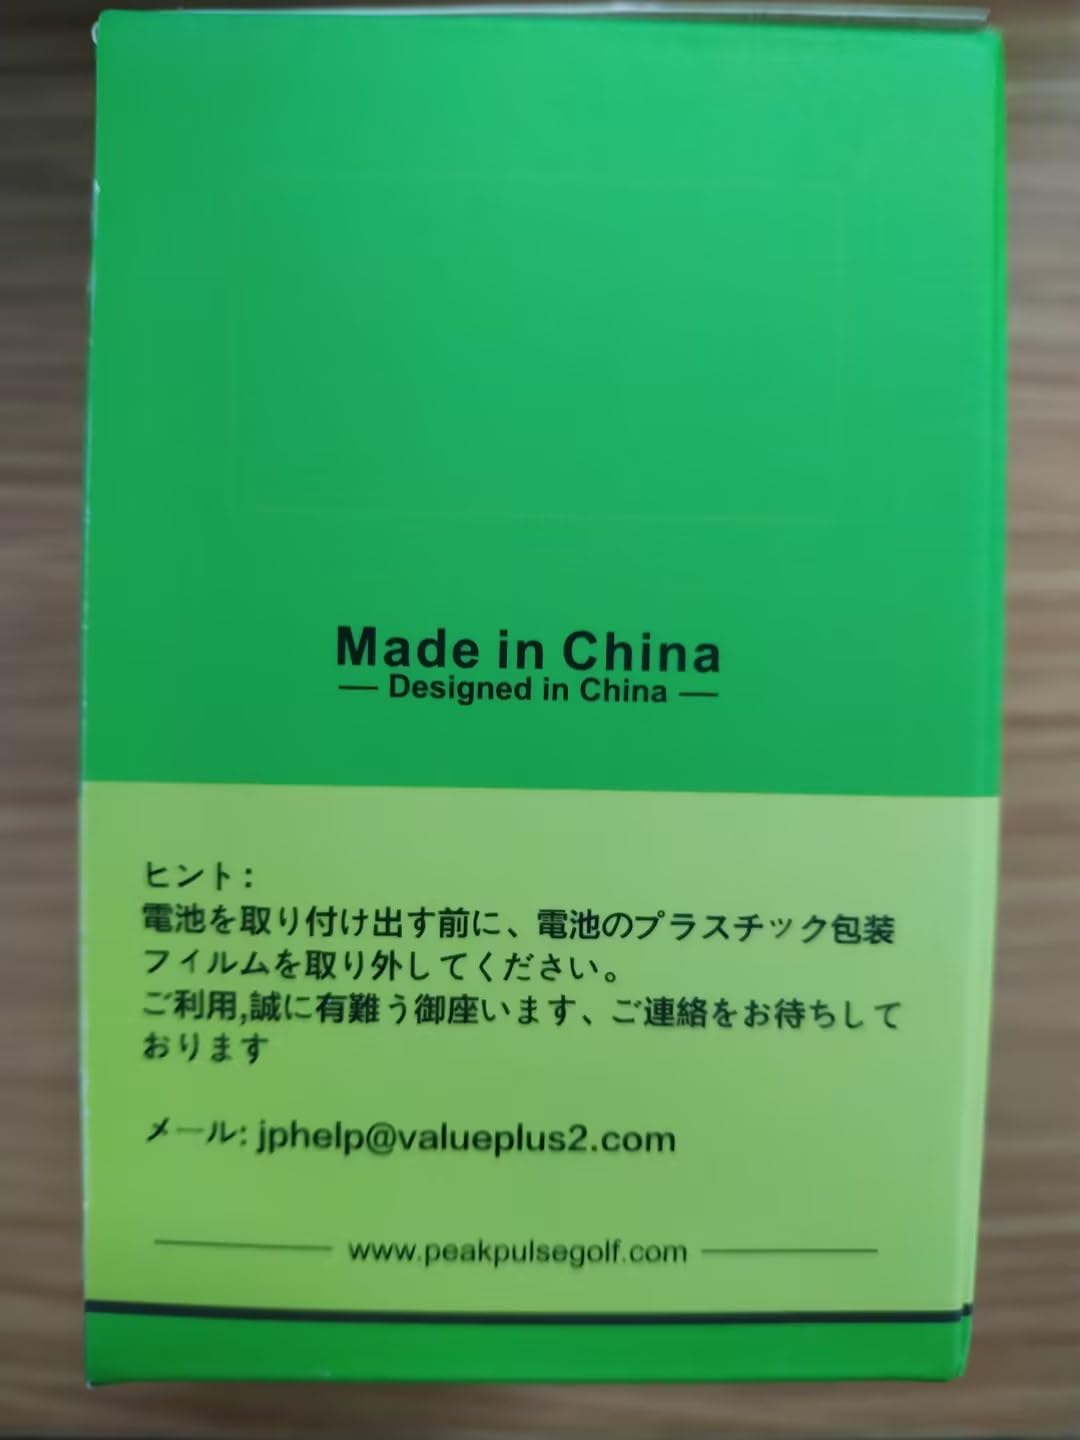 Made in China
— Designed in China —
ヒント:
電池を取り付け出す前に、電池のプラスチック包装
フィルムを取り外してください。
ご利用,誠に有難う御座います、ご連絡をお待ちして
おります
メール: jphelp@valueplus2.com
www.peakpulsegolf.com